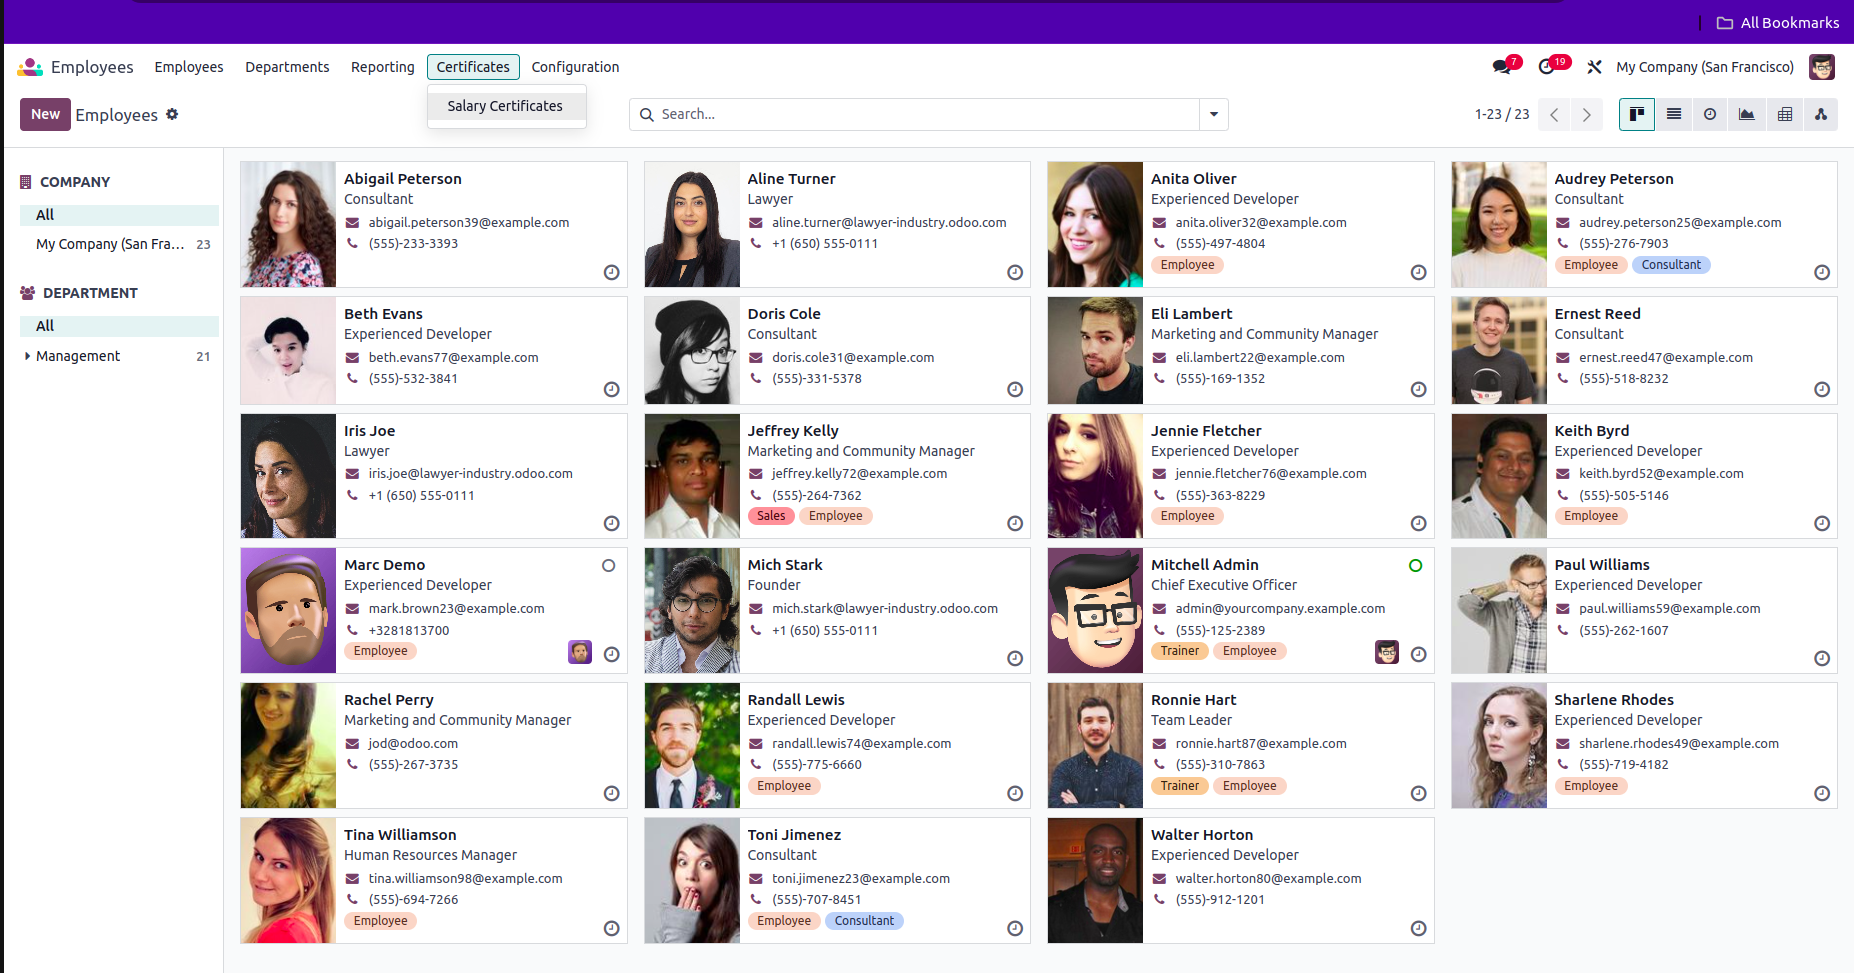 All Bookmarks
Employees Employees Departments Reporting Certificates Configuration 7 19 My Company (San Francisco)
New Employees Salary Certificates Search... 1-23 / 23
COMPANY
All
My Company (San Fra... 23
DEPARTMENT
All
Management 21
Abigail Peterson
Consultant
abigail.peterson39@example.com
(555)-233-3393
Aline Turner
Lawyer
aline.turner@lawyer-industry.odoo.com
+1 (650) 555-0111
Anita Oliver
Experienced Developer
anita.oliver32@example.com
(555)-497-4804
Employee
Audrey Peterson
Consultant
audrey.peterson25@example.com
(555)-276-7903
Employee Consultant
Beth Evans
Experienced Developer
beth.evans77@example.com
(555)-532-3841
Doris Cole
Consultant
doris.cole31@example.com
(555)-331-5378
Eli Lambert
Marketing and Community Manager
eli.lambert22@example.com
(555)-169-1352
Ernest Reed
Consultant
ernest.reed47@example.com
(555)-518-8232
Iris Joe
Lawyer
iris.joe@lawyer-industry.odoo.com
+1 (650) 555-0111
Jeffrey Kelly
Marketing and Community Manager
jeffrey.kelly72@example.com
(555)-264-7362
Sales Employee
Jennie Fletcher
Experienced Developer
jennie.fletcher76@example.com
(555)-363-8229
Employee
Keith Byrd
Experienced Developer
keith.byrd52@example.com
(555)-505-5146
Employee
Marc Demo
Experienced Developer
mark.brown23@example.com
+3281813700
Employee
Mich Stark
Founder
mich.stark@lawyer-industry.odoo.com
+1 (650) 555-0111
Mitchell Admin
Chief Executive Officer
admin@yourcompany.example.com
(555)-125-2389
Trainer Employee
Paul Williams
Experienced Developer
paul.williams59@example.com
(555)-262-1607
Rachel Perry
Marketing and Community Manager
jod@odoo.com
(555)-267-3735
Randall Lewis
Experienced Developer
randall.lewis74@example.com
(555)-775-6660
Employee
Ronnie Hart
Team Leader
ronnie.hart87@example.com
(555)-310-7863
Trainer Employee
Sharlene Rhodes
Experienced Developer
sharlene.rhodes49@example.com
(555)-719-4182
Employee
Tina Williamson
Human Resources Manager
tina.williamson98@example.com
(555)-694-7266
Employee
Toni Jimenez
Consultant
toni.jimenez23@example.com
(555)-707-8451
Employee Consultant
Walter Horton
Experienced Developer
walter.horton80@example.com
(555)-912-1201